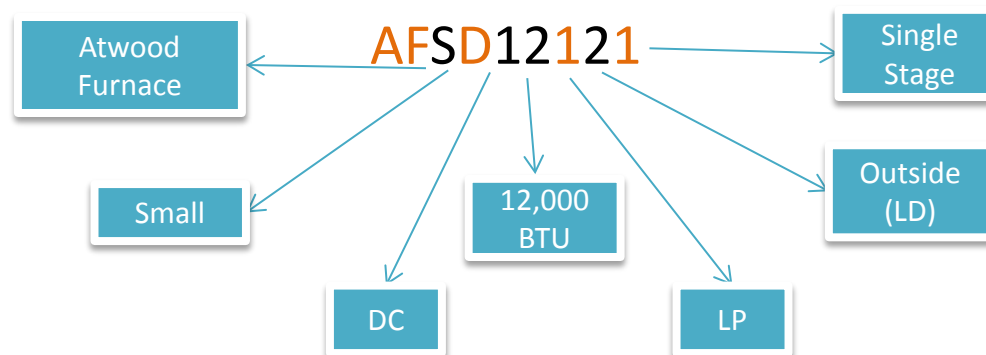 AFSD12121
Atwood
Furnace
Single
Stage
Small
12,000
BTU
Outside
(LD)
DC
LP